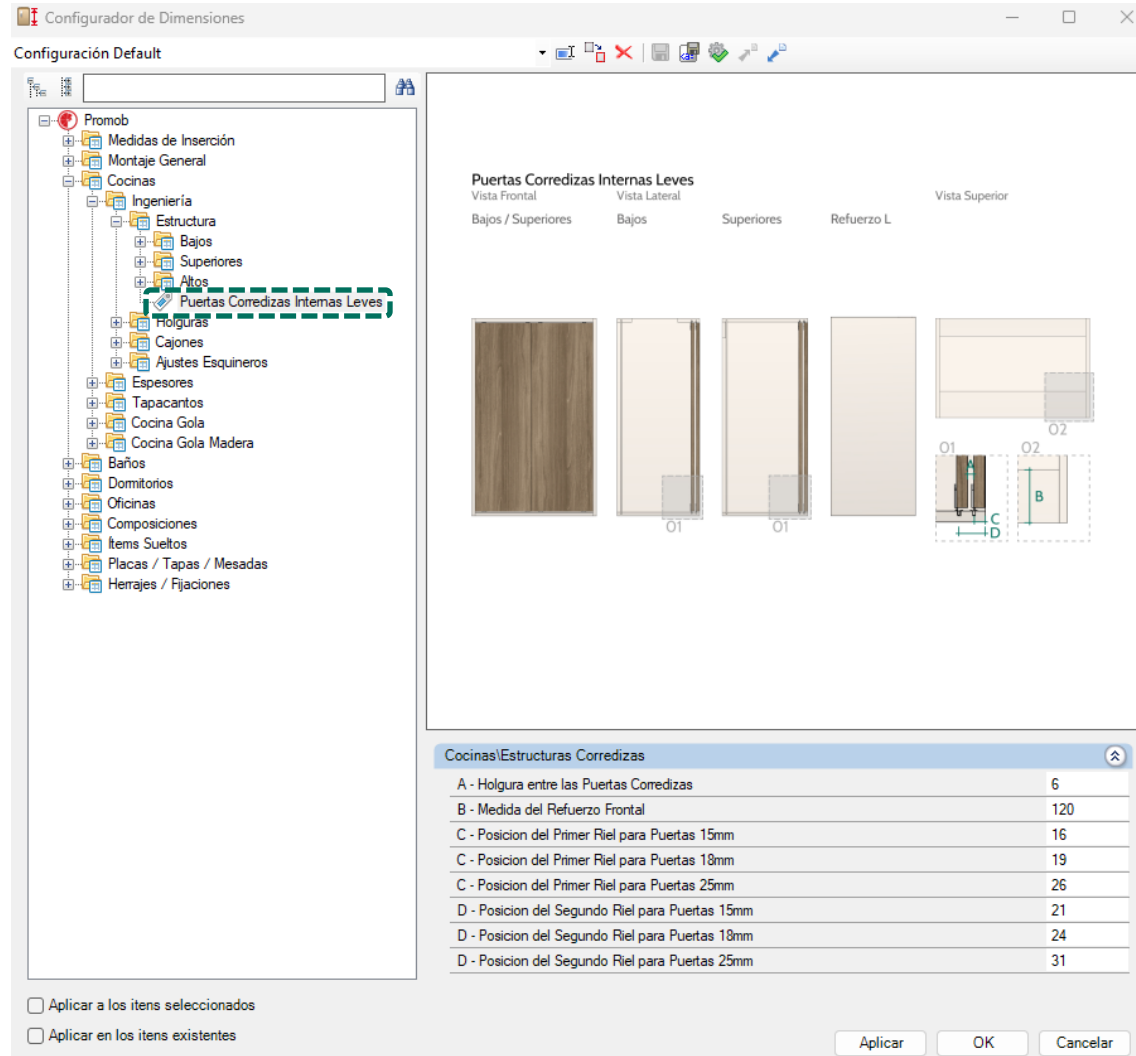 Configurador de Dimensiones
Configuración Default
Promob
Medidas de Inserción
Montaje General
Cocinas
Ingeniería
Estructura
Bajos
Superiores
Altos
Puertas Corredizas Internas Leves
Holguras
Cajones
Ajustes Esquineros
Espesores
Tapacantos
Cocina Gola
Cocina Gola Madera
Baños
Dormitorios
Oficinas
Composiciones
Ítems Sueltos
Placas / Tapas / Mesadas
Herrajes / Fijaciones
Puertas Corredizas Internas Leves
Vista Frontal Vista Lateral Vista Superior
Bajos / Superiores Bajos Superiores Refuerzo L
O2
O1 O2
A
B
O1 O1
C
D
Cocinas\Estructuras Corredizas
A - Holgura entre las Puertas Corredizas 6
B - Medida del Refuerzo Frontal 120
C - Posicion del Primer Riel para Puertas 15mm 16
C - Posicion del Primer Riel para Puertas 18mm 19
C - Posicion del Primer Riel para Puertas 25mm 26
D - Posicion del Segundo Riel para Puertas 15mm 21
D - Posicion del Segundo Riel para Puertas 18mm 24
D - Posicion del Segundo Riel para Puertas 25mm 31
Aplicar a los itens seleccionados
Aplicar en los itens existentes
Aplicar OK Cancelar